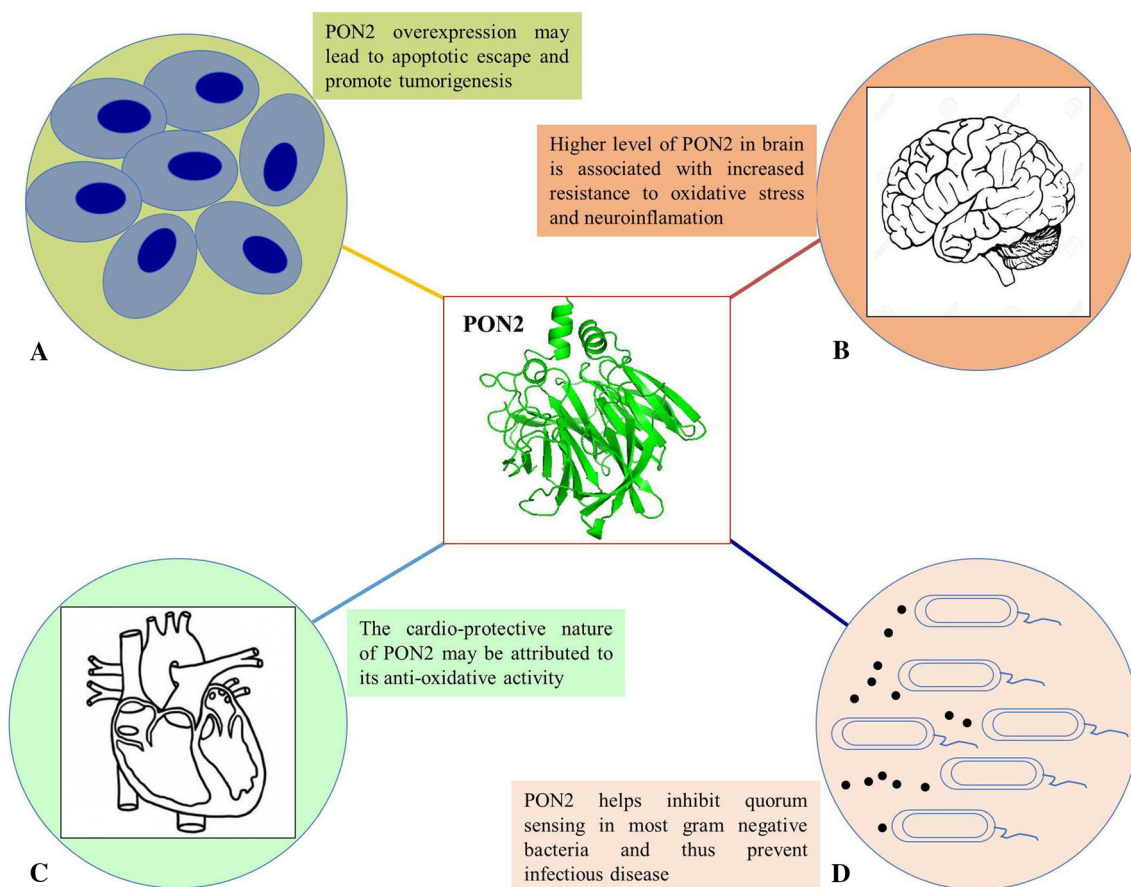 PON2 overexpression may
lead to apoptotic escape and
promote tumorigenesis
A
Higher level of PON2 in brain
is associated with increased
resistance to oxidative stress
and neuroinflamation
B
PON2
The cardio-protective nature
of PON2 may be attributed to
its anti-oxidative activity
C
PON2 helps inhibit quorum
sensing in most gram negative
bacteria and thus prevent
infectious disease
D